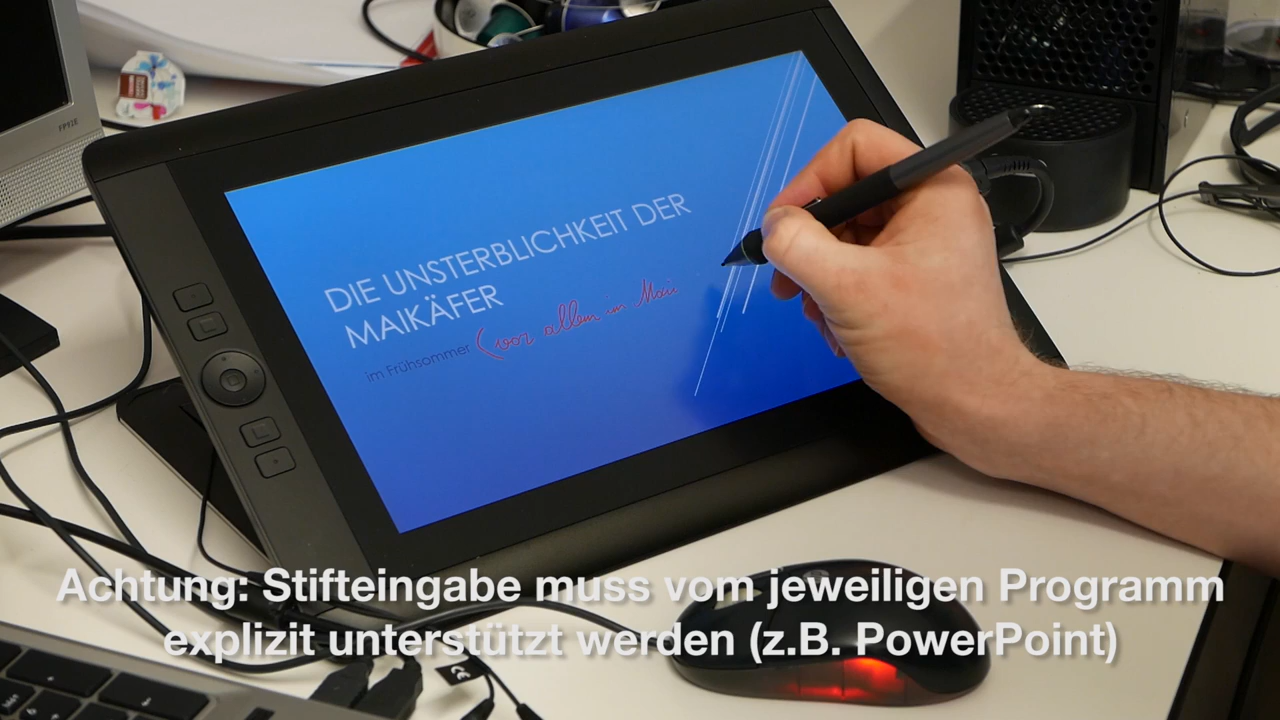 FP92E
DIE UNSTERBLICHKEIT DER
MAIKÄFER
im Frühsommer (vor allem im Mai)
Achtung: Stifteingabe muss vom jeweiligen Programm
explizit unterstützt werden (z.B. PowerPoint)